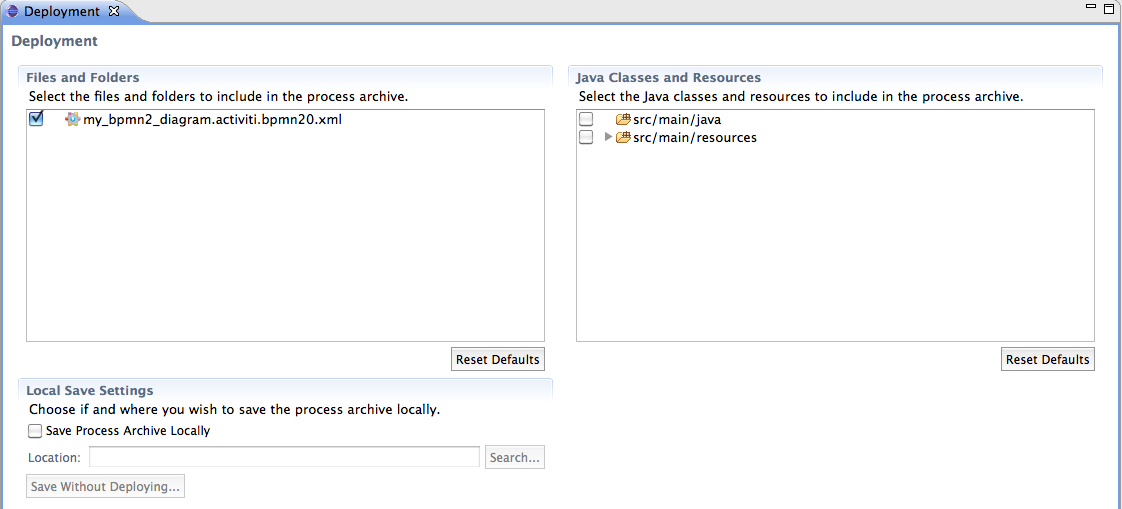 Deployment
Deployment
Files and Folders
Select the files and folders to include in the process archive.
my_bpmn2_diagram.activiti.bpmn20.xml
Reset Defaults
Java Classes and Resources
Select the Java classes and resources to include in the process archive.
src/main/java
src/main/resources
Reset Defaults
Local Save Settings
Choose if and where you wish to save the process archive locally.
Save Process Archive Locally
Location:
Search...
Save Without Deploying...